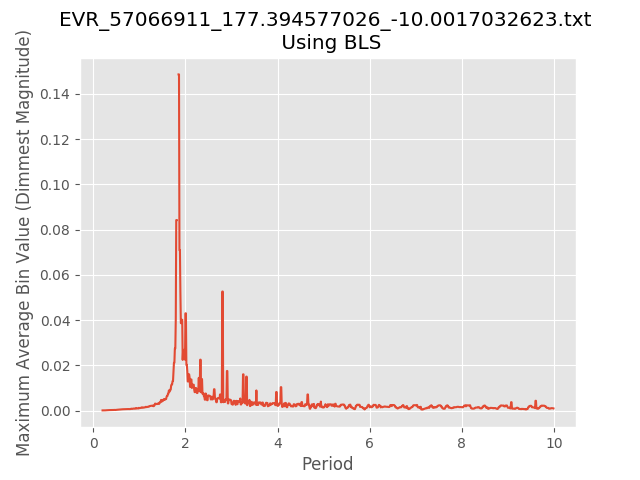 EVR_57066911_177.394577026_-10.0017032623.txt
Using BLS
Maximum Average Bin Value (Dimmest Magnitude)
0.14
0.12
0.10
0.08
0.06
0.04
0.02
0.00
0 2 4 6 8 10
Period